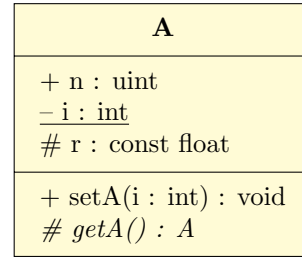 A
+ n : uint
– i : int
# r : const float
+ setA(i : int) : void
# getA() : A